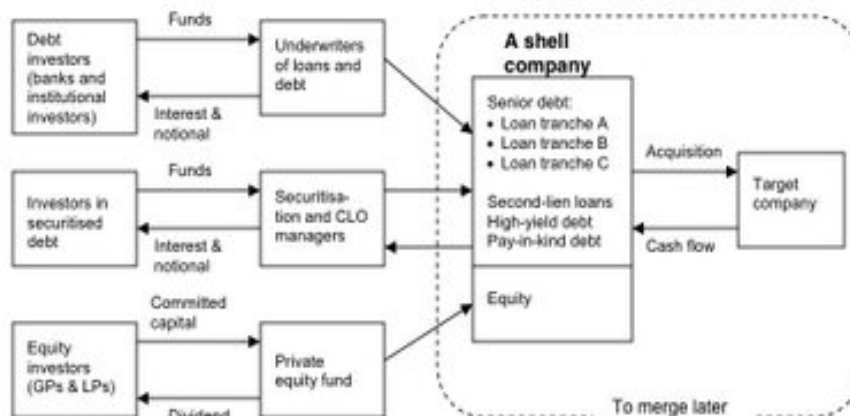 Funds
Debt
investors
(banks and
institutional
investors)
Underwriters
of loans and
debt
Interest &
notional
Funds
Investors in
securitised
debt
Securitisa-
tion and CLO
managers
Interest &
notional
Committed
capital
Equity
investors
(GPs & LPs)
Private
equity fund
Dividend
A shell
company
Senior debt:
• Loan tranche A
• Loan tranche B
• Loan tranche C
Second-lien loans
High-yield debt
Pay-in-kind debt
Equity
Acquisition
Target
company
Cash flow
To merge later